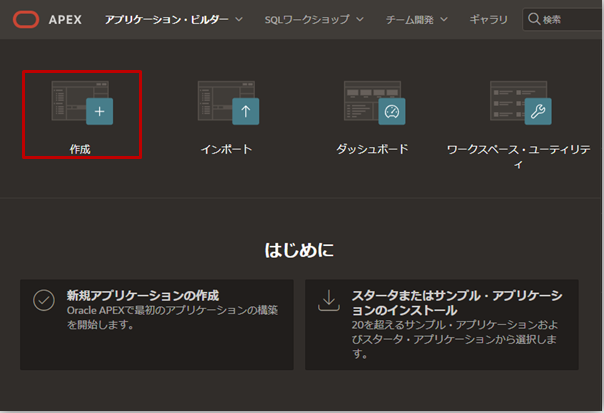 APEX アプリケーション・ビルダー SQLワークショップ チーム開発 ギャラリ 検索
作成 インポート ダッシュボード ワークスペース・ユーティリテ
ィ
はじめに
新規アプリケーションの作成
Oracle APEXで最初のアプリケーションの構築
を開始します。
スタータまたはサンプル・アプリケーシ
ョンのインストール
20を超えるサンプル・アプリケーションおよ
びスタータ・アプリケーションから選択しま
す。